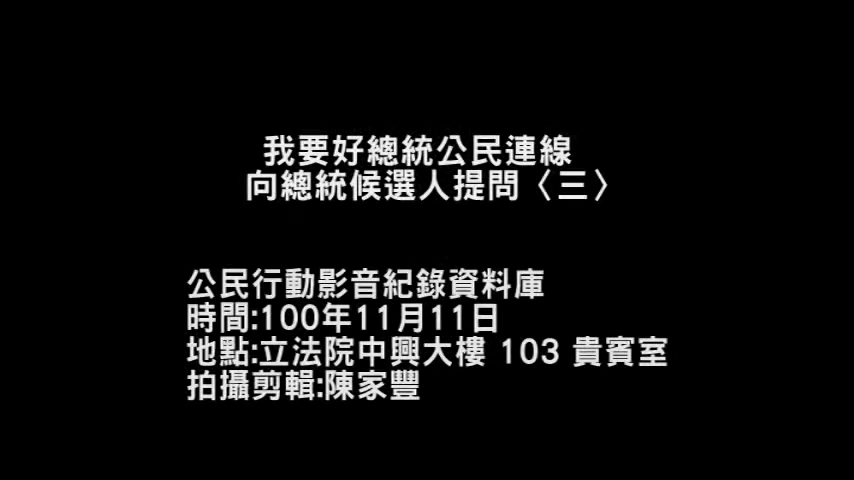 我要好總統公民連線
向總統候選人提問〈三〉
公民行動影音紀錄資料庫
時間:100年11月11日
地點:立法院中興大樓 103 貴賓室
拍攝剪輯:陳家豐